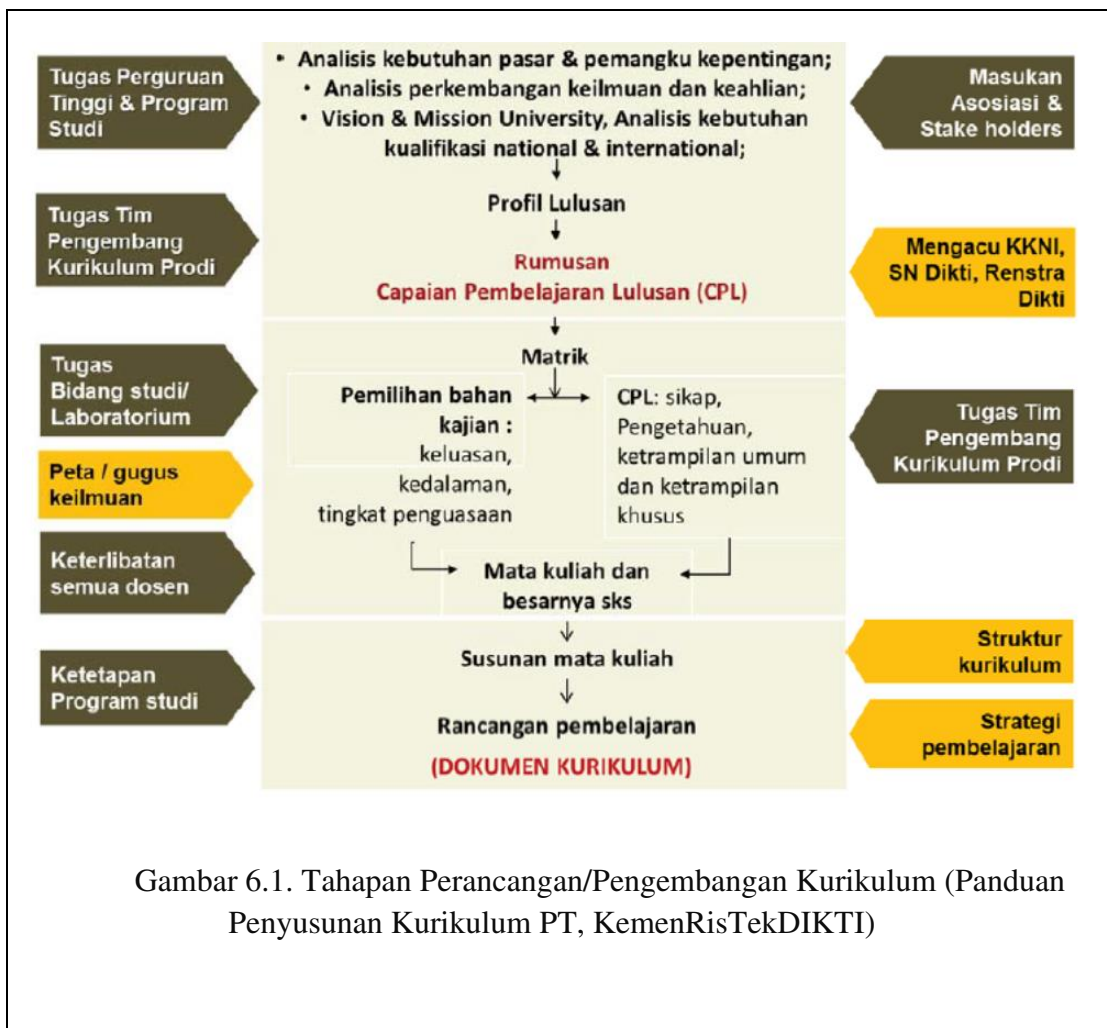 Tugas Perguruan
Tinggi & Program
Studi
• Analisis kebutuhan pasar & pemangku kepentingan;
• Analisis perkembangan keilmuan dan keahlian;
• Vision & Mission University, Analisis kebutuhan
kualifikasi national & international;
Masukan
Asosiasi &
Stake holders
Tugas Tim
Pengembang
Kurikulum Prodi
Profil Lulusan
Rumusan
Capaian Pembelajaran Lulusan (CPL)
Mengacu KKNI,
SN Dikti, Renstra
Dikti
Tugas
Bidang studi/
Laboratorium
Matrik
Pemilihan bahan
kajian :
keluasan,
kedalaman,
tingkat penguasaan
CPL: sikap,
Pengetahuan,
ketrampilan umum
dan ketrampilan
khusus
Tugas Tim
Pengembang
Kurikulum Prodi
Peta / gugus
keilmuan
Keterlibatan
semua dosen
Mata kuliah dan
besarnya sks
Ketetapan
Program studi
Susunan mata kuliah
Rancangan pembelajaran
(DOKUMEN KURIKULUM)
Struktur
kurikulum
Strategi
pembelajaran
Gambar 6.1. Tahapan Perancangan/Pengembangan Kurikulum (Panduan
Penyusunan Kurikulum PT, KemenRisTekDIKTI)